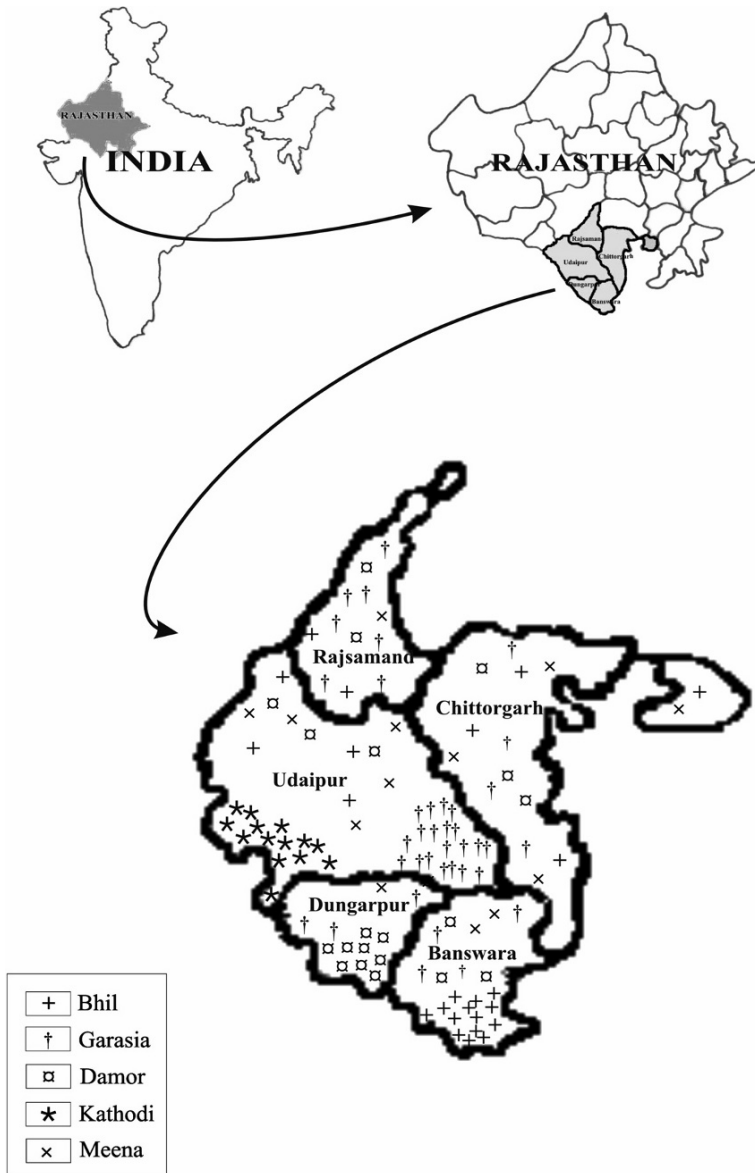 RAJASTHAN
INDIA
RAJASTHAN
Rajsamand
Udaipur
Chittorgarh
Dungarpur
Banswara
Rajsamand
Chittorgarh
Udaipur
Dungarpur
Banswara
+ Bhil
† Garasia
¤ Damor
* Kathodi
× Meena